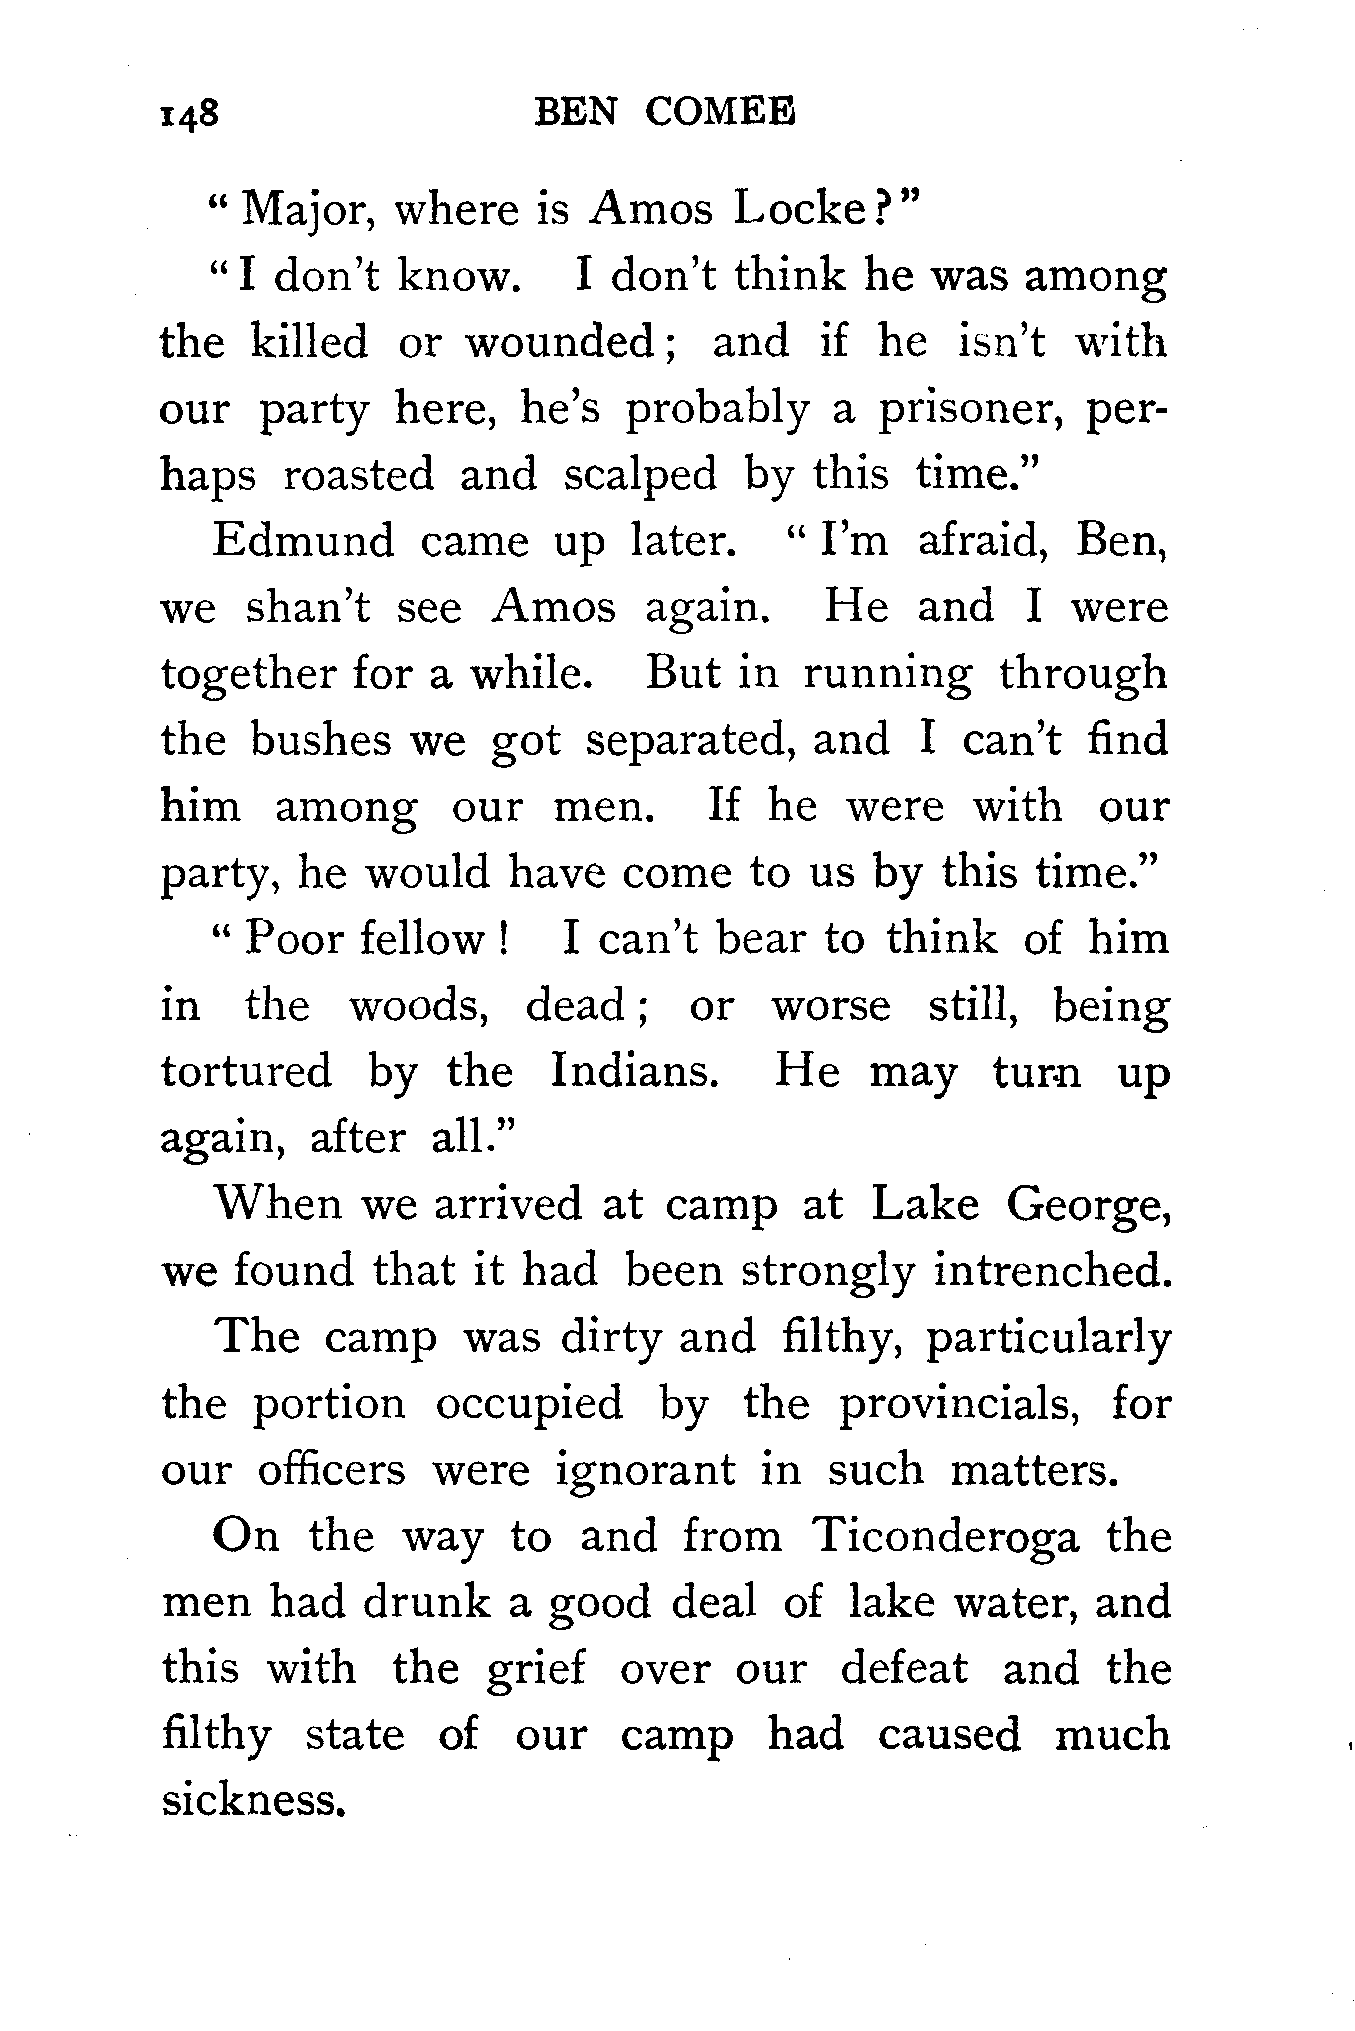 148 BEN COMEE
“ Major, where is Amos Locke ? ”
“ I don't know. I don't think he was among
the killed or wounded ; and if he isn't with
our party here, he's probably a prisoner, per-
haps roasted and scalped by this time.”
Edmund came up later. “ I'm afraid, Ben,
we shan't see Amos again. He and I were
together for a while. But in running through
the bushes we got separated, and I can't find
him among our men. If he were with our
party, he would have come to us by this time.”
“ Poor fellow ! I can't bear to think of him
in the woods, dead ; or worse still, being
tortured by the Indians. He may turn up
again, after all.”
When we arrived at camp at Lake George,
we found that it had been strongly intrenched.
The camp was dirty and filthy, particularly
the portion occupied by the provincials, for
our officers were ignorant in such matters.
On the way to and from Ticonderoga the
men had drunk a good deal of lake water, and
this with the grief over our defeat and the
filthy state of our camp had caused much
sickness.